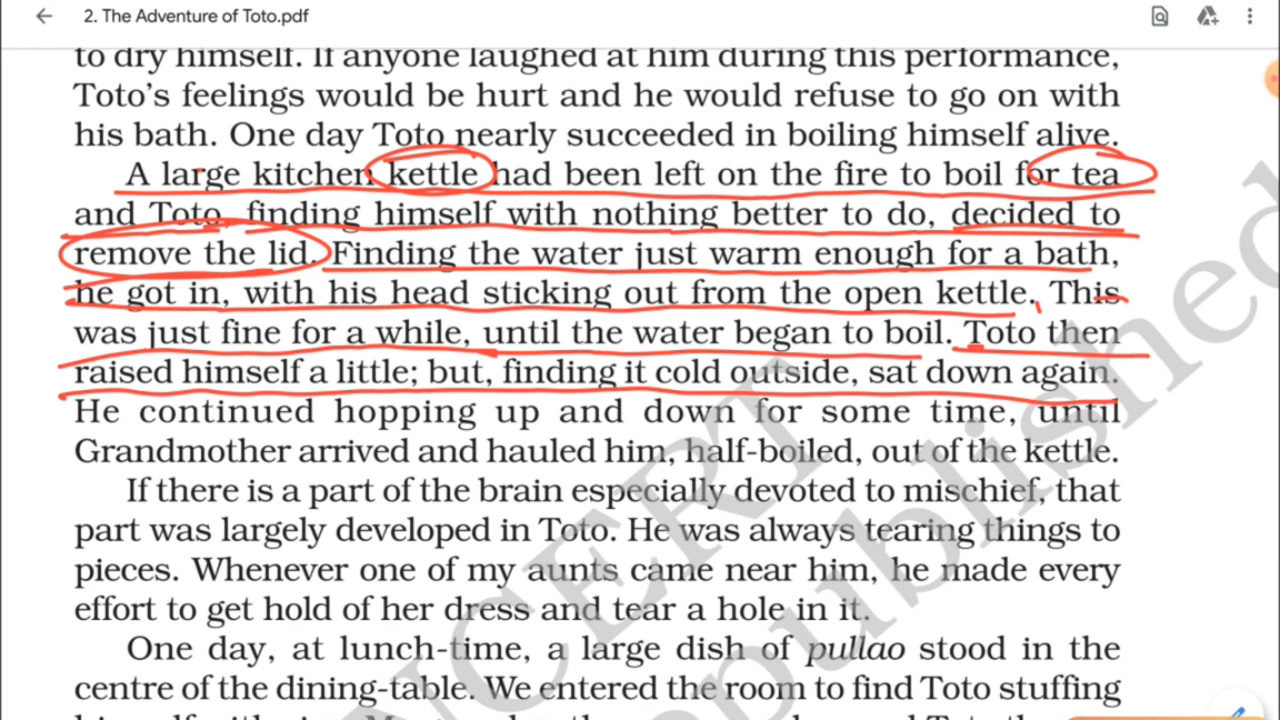 2. The Adventure of Toto.pdf
to dry himself. If anyone laughed at him during this performance,
Toto's feelings would be hurt and he would refuse to go on with
his bath. One day Toto nearly succeeded in boiling himself alive.
A large kitchen kettle had been left on the fire to boil for tea
and Toto, finding himself with nothing better to do, decided to
remove the lid. Finding the water just warm enough for a bath,
he got in, with his head sticking out from the open kettle. This
was just fine for a while, until the water began to boil. Toto then
raised himself a little; but, finding it cold outside, sat down again.
He continued hopping up and down for some time, until
Grandmother arrived and hauled him, half-boiled, out of the kettle.
If there is a part of the brain especially devoted to mischief, that
part was largely developed in Toto. He was always tearing things to
pieces. Whenever one of my aunts came near him, he made every
effort to get hold of her dress and tear a hole in it.
One day, at lunch-time, a large dish of pullao stood in the
centre of the dining-table. We entered the room to find Toto stuffing
NCERT
republished